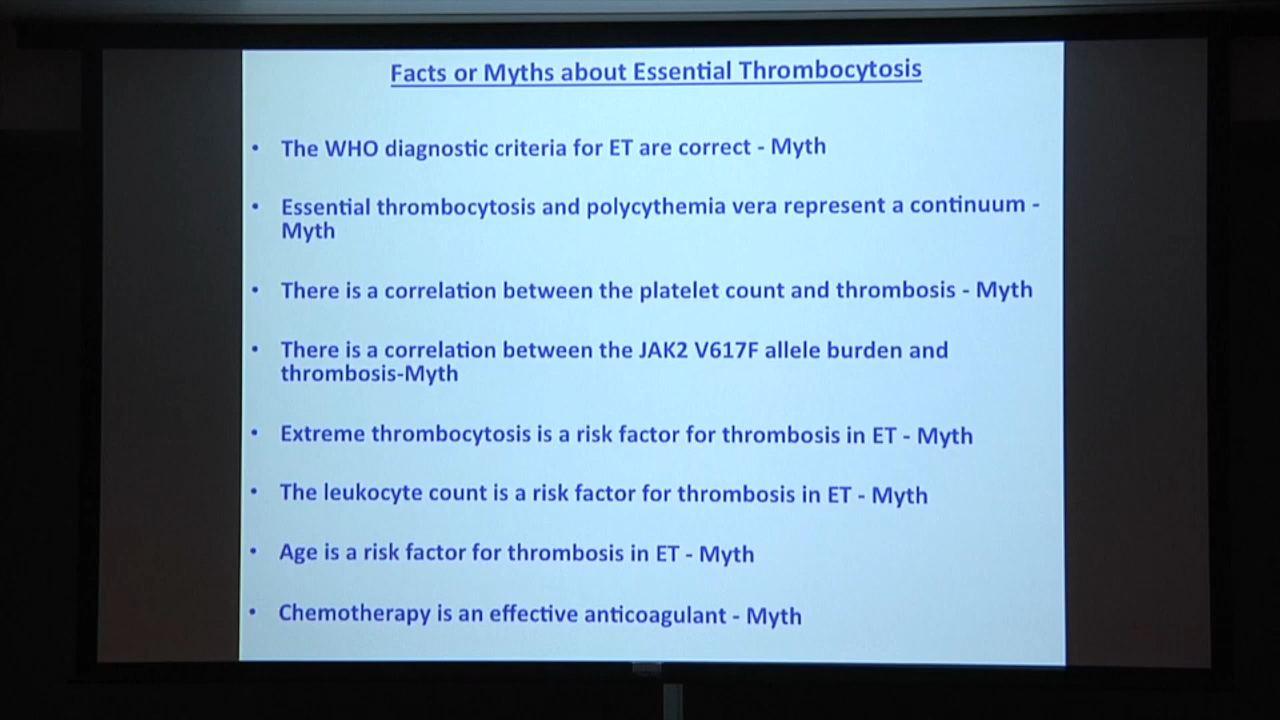 Facts or Myths about Essential Thrombocytosis
• The WHO diagnostic criteria for ET are correct - Myth
• Essential thrombocytosis and polycythemia vera represent a continuum -
Myth
• There is a correlation between the platelet count and thrombosis - Myth
• There is a correlation between the JAK2 V617F allele burden and
thrombosis-Myth
• Extreme thrombocytosis is a risk factor for thrombosis in ET - Myth
• The leukocyte count is a risk factor for thrombosis in ET - Myth
• Age is a risk factor for thrombosis in ET - Myth
• Chemotherapy is an effective anticoagulant - Myth